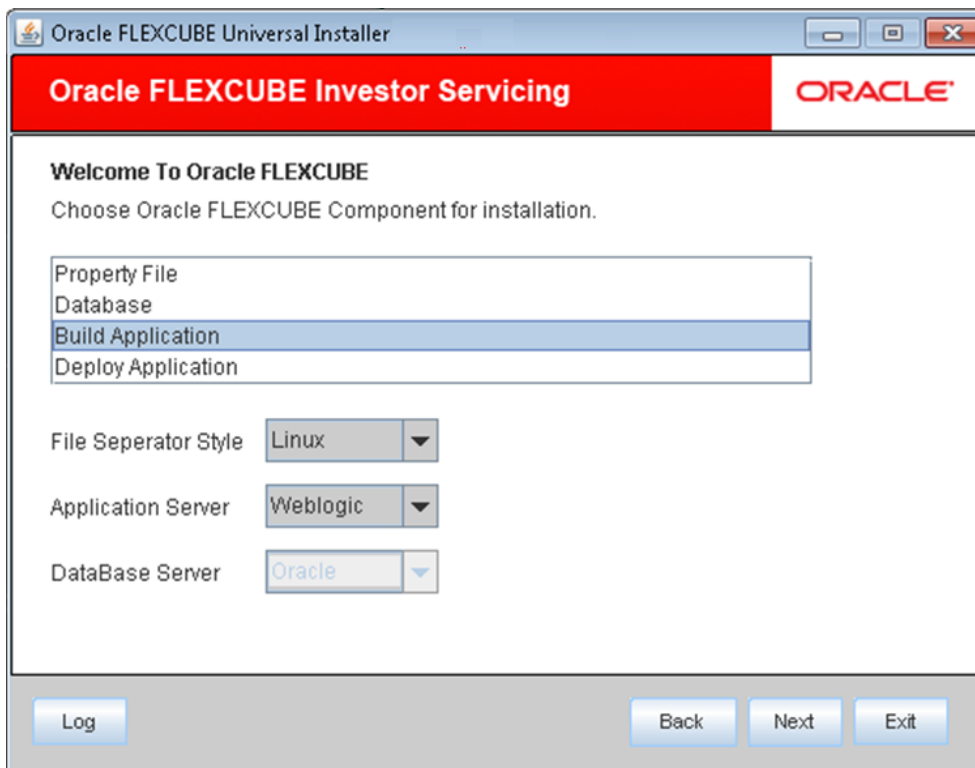 Oracle FLEXCUBE Universal Installer
Oracle FLEXCUBE Investor Servicing
ORACLE
Welcome To Oracle FLEXCUBE
Choose Oracle FLEXCUBE Component for installation.
Property File
Database
Build Application
Deploy Application
File Seperator Style Linux
Application Server Weblogic
DataBase Server Oracle
Log Back Next Exit